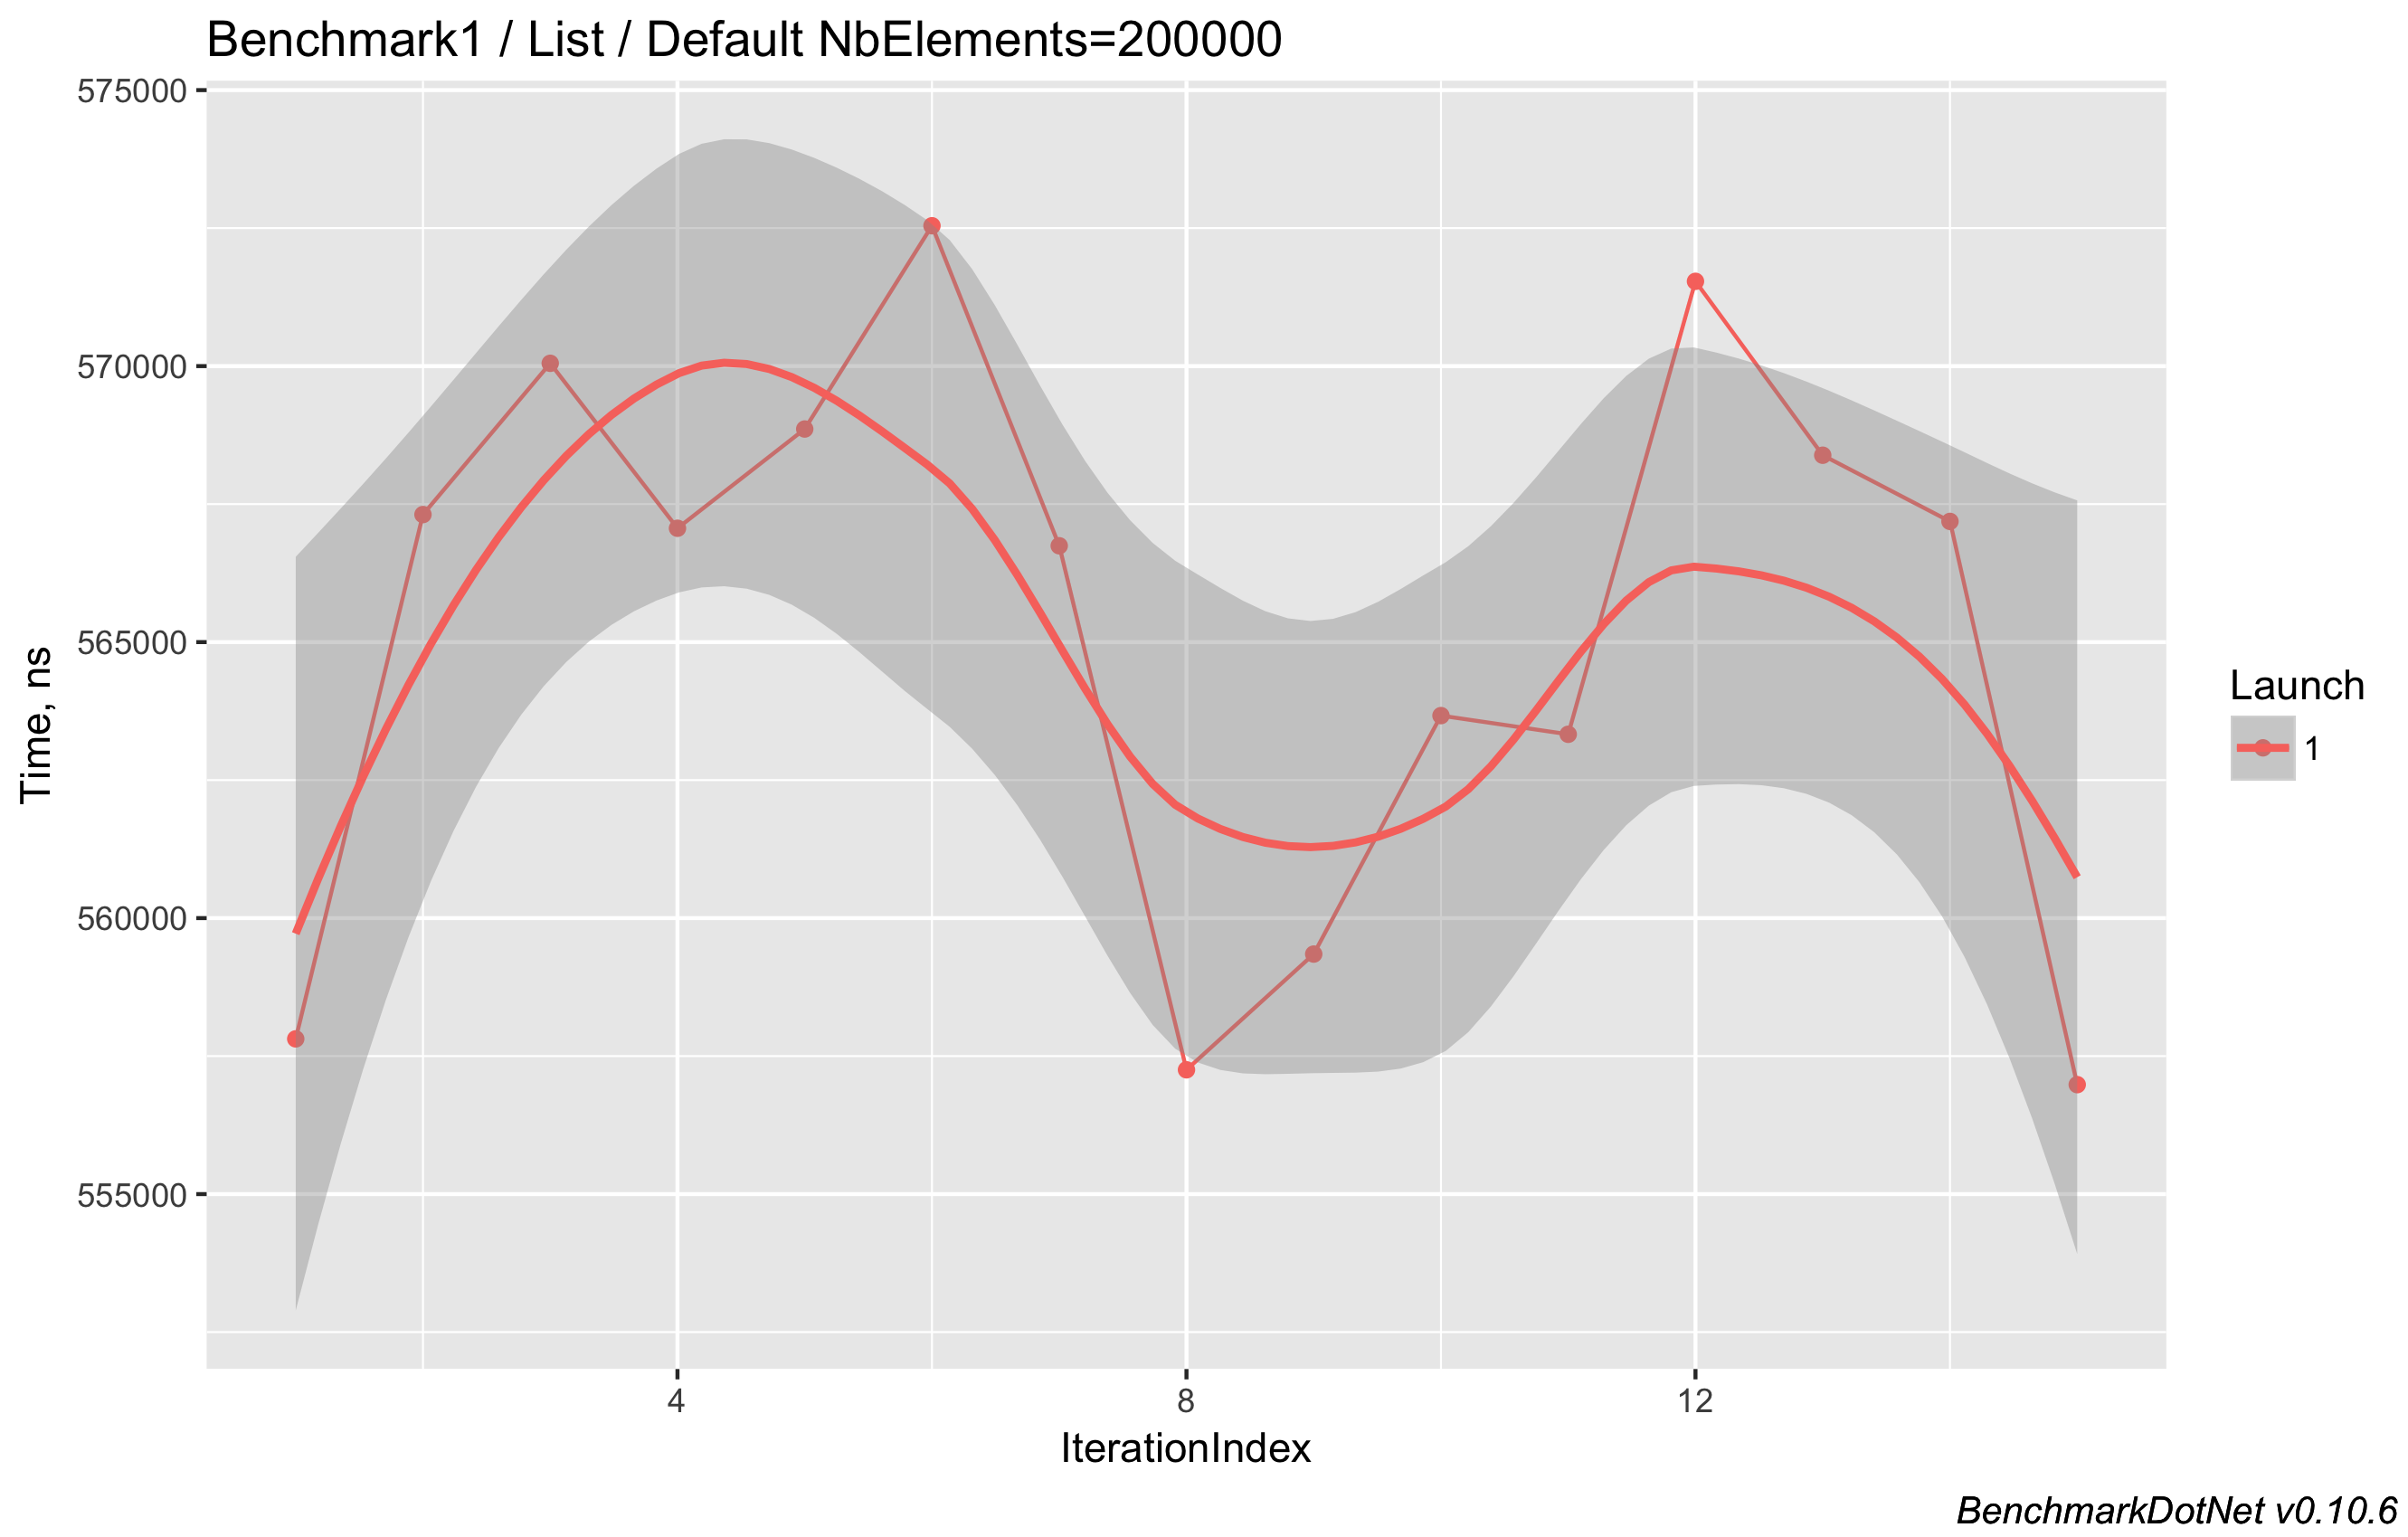 Benchmark1 / List / Default NbElements=200000
575000
570000
565000
560000
555000
Time, ns
4
8
12
IterationIndex
Launch
1
BenchmarkDotNet v0.10.6